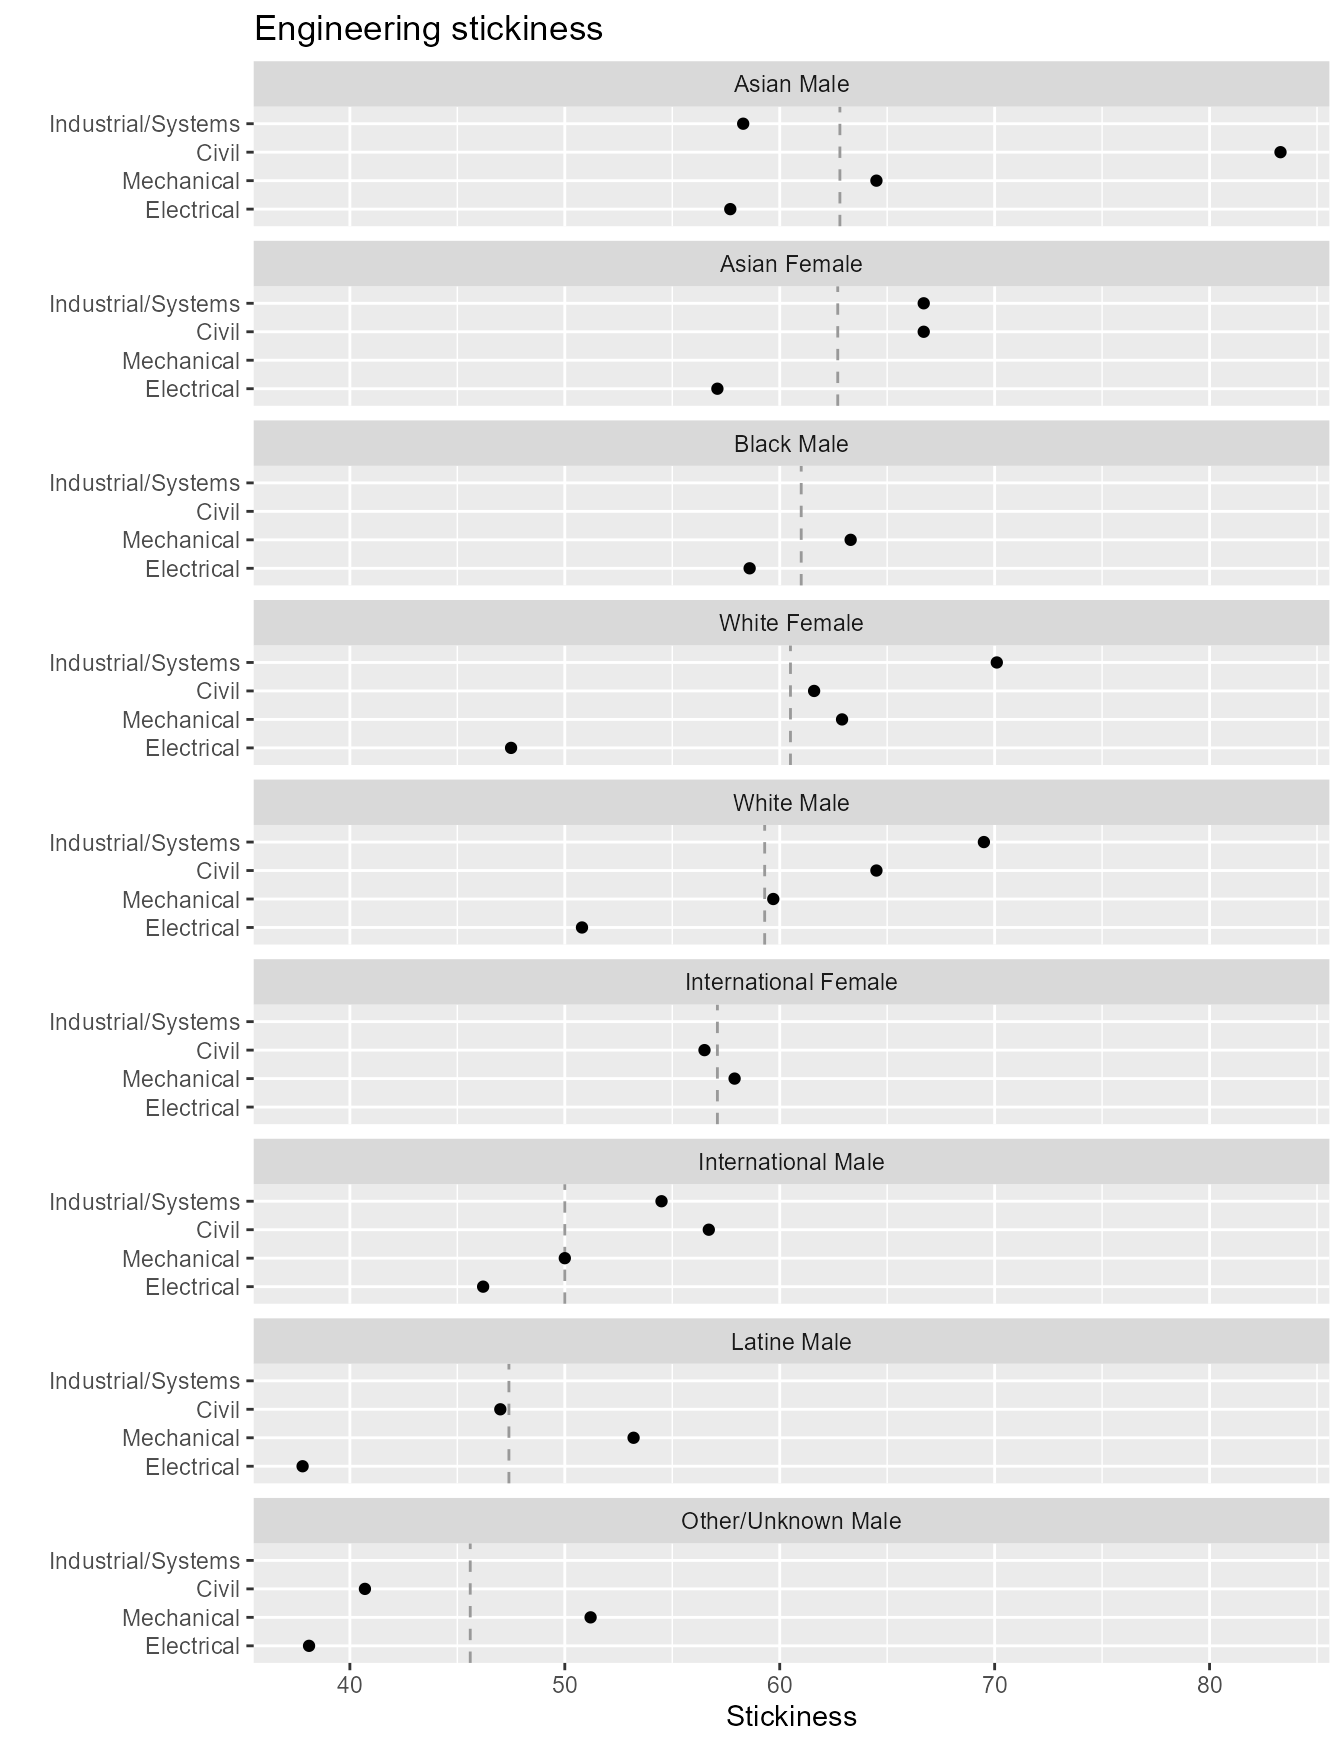 Engineering stickiness
Asian Male
Industrial/Systems
Civil
Mechanical
Electrical
Asian Female
Industrial/Systems
Civil
Mechanical
Electrical
Black Male
Industrial/Systems
Civil
Mechanical
Electrical
White Female
Industrial/Systems
Civil
Mechanical
Electrical
White Male
Industrial/Systems
Civil
Mechanical
Electrical
International Female
Industrial/Systems
Civil
Mechanical
Electrical
International Male
Industrial/Systems
Civil
Mechanical
Electrical
Latine Male
Industrial/Systems
Civil
Mechanical
Electrical
Other/Unknown Male
Industrial/Systems
Civil
Mechanical
Electrical
40 50 60 70 80
Stickiness